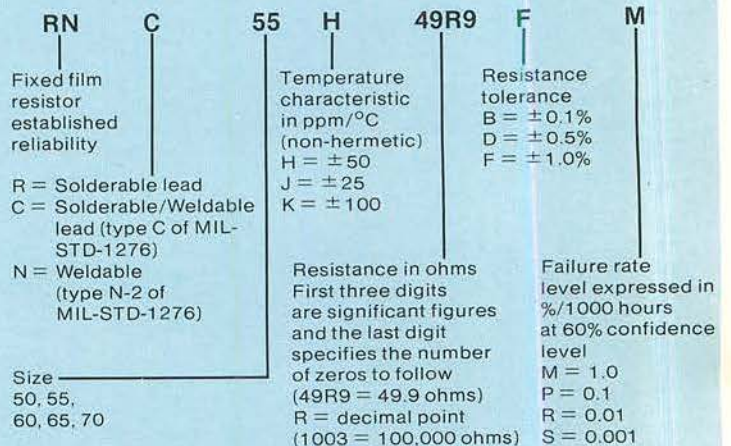 RN C 55 H 49R9 F M
Fixed film
resistor
established
reliability
R = Solderable lead
C = Solderable/Weldable
lead (type C of MIL-
STD-1276)
N = Weldable
(type N-2 of
MIL-STD-1276)
Size
50, 55,
60, 65, 70
Temperature
characteristic
in ppm/°C
(non-hermetic)
H = ±50
J = ±25
K = ±100
Resistance in ohms
First three digits
are significant figures
and the last digit
specifies the number
of zeros to follow
(49R9 = 49.9 ohms)
R = decimal point
(1003 = 100,000 ohms)
Resistance
tolerance
B = ±0.1%
D = ±0.5%
F = ±1.0%
Failure rate
level expressed in
%/1000 hours
at 60% confidence
level
M = 1.0
P = 0.1
R = 0.01
S = 0.001